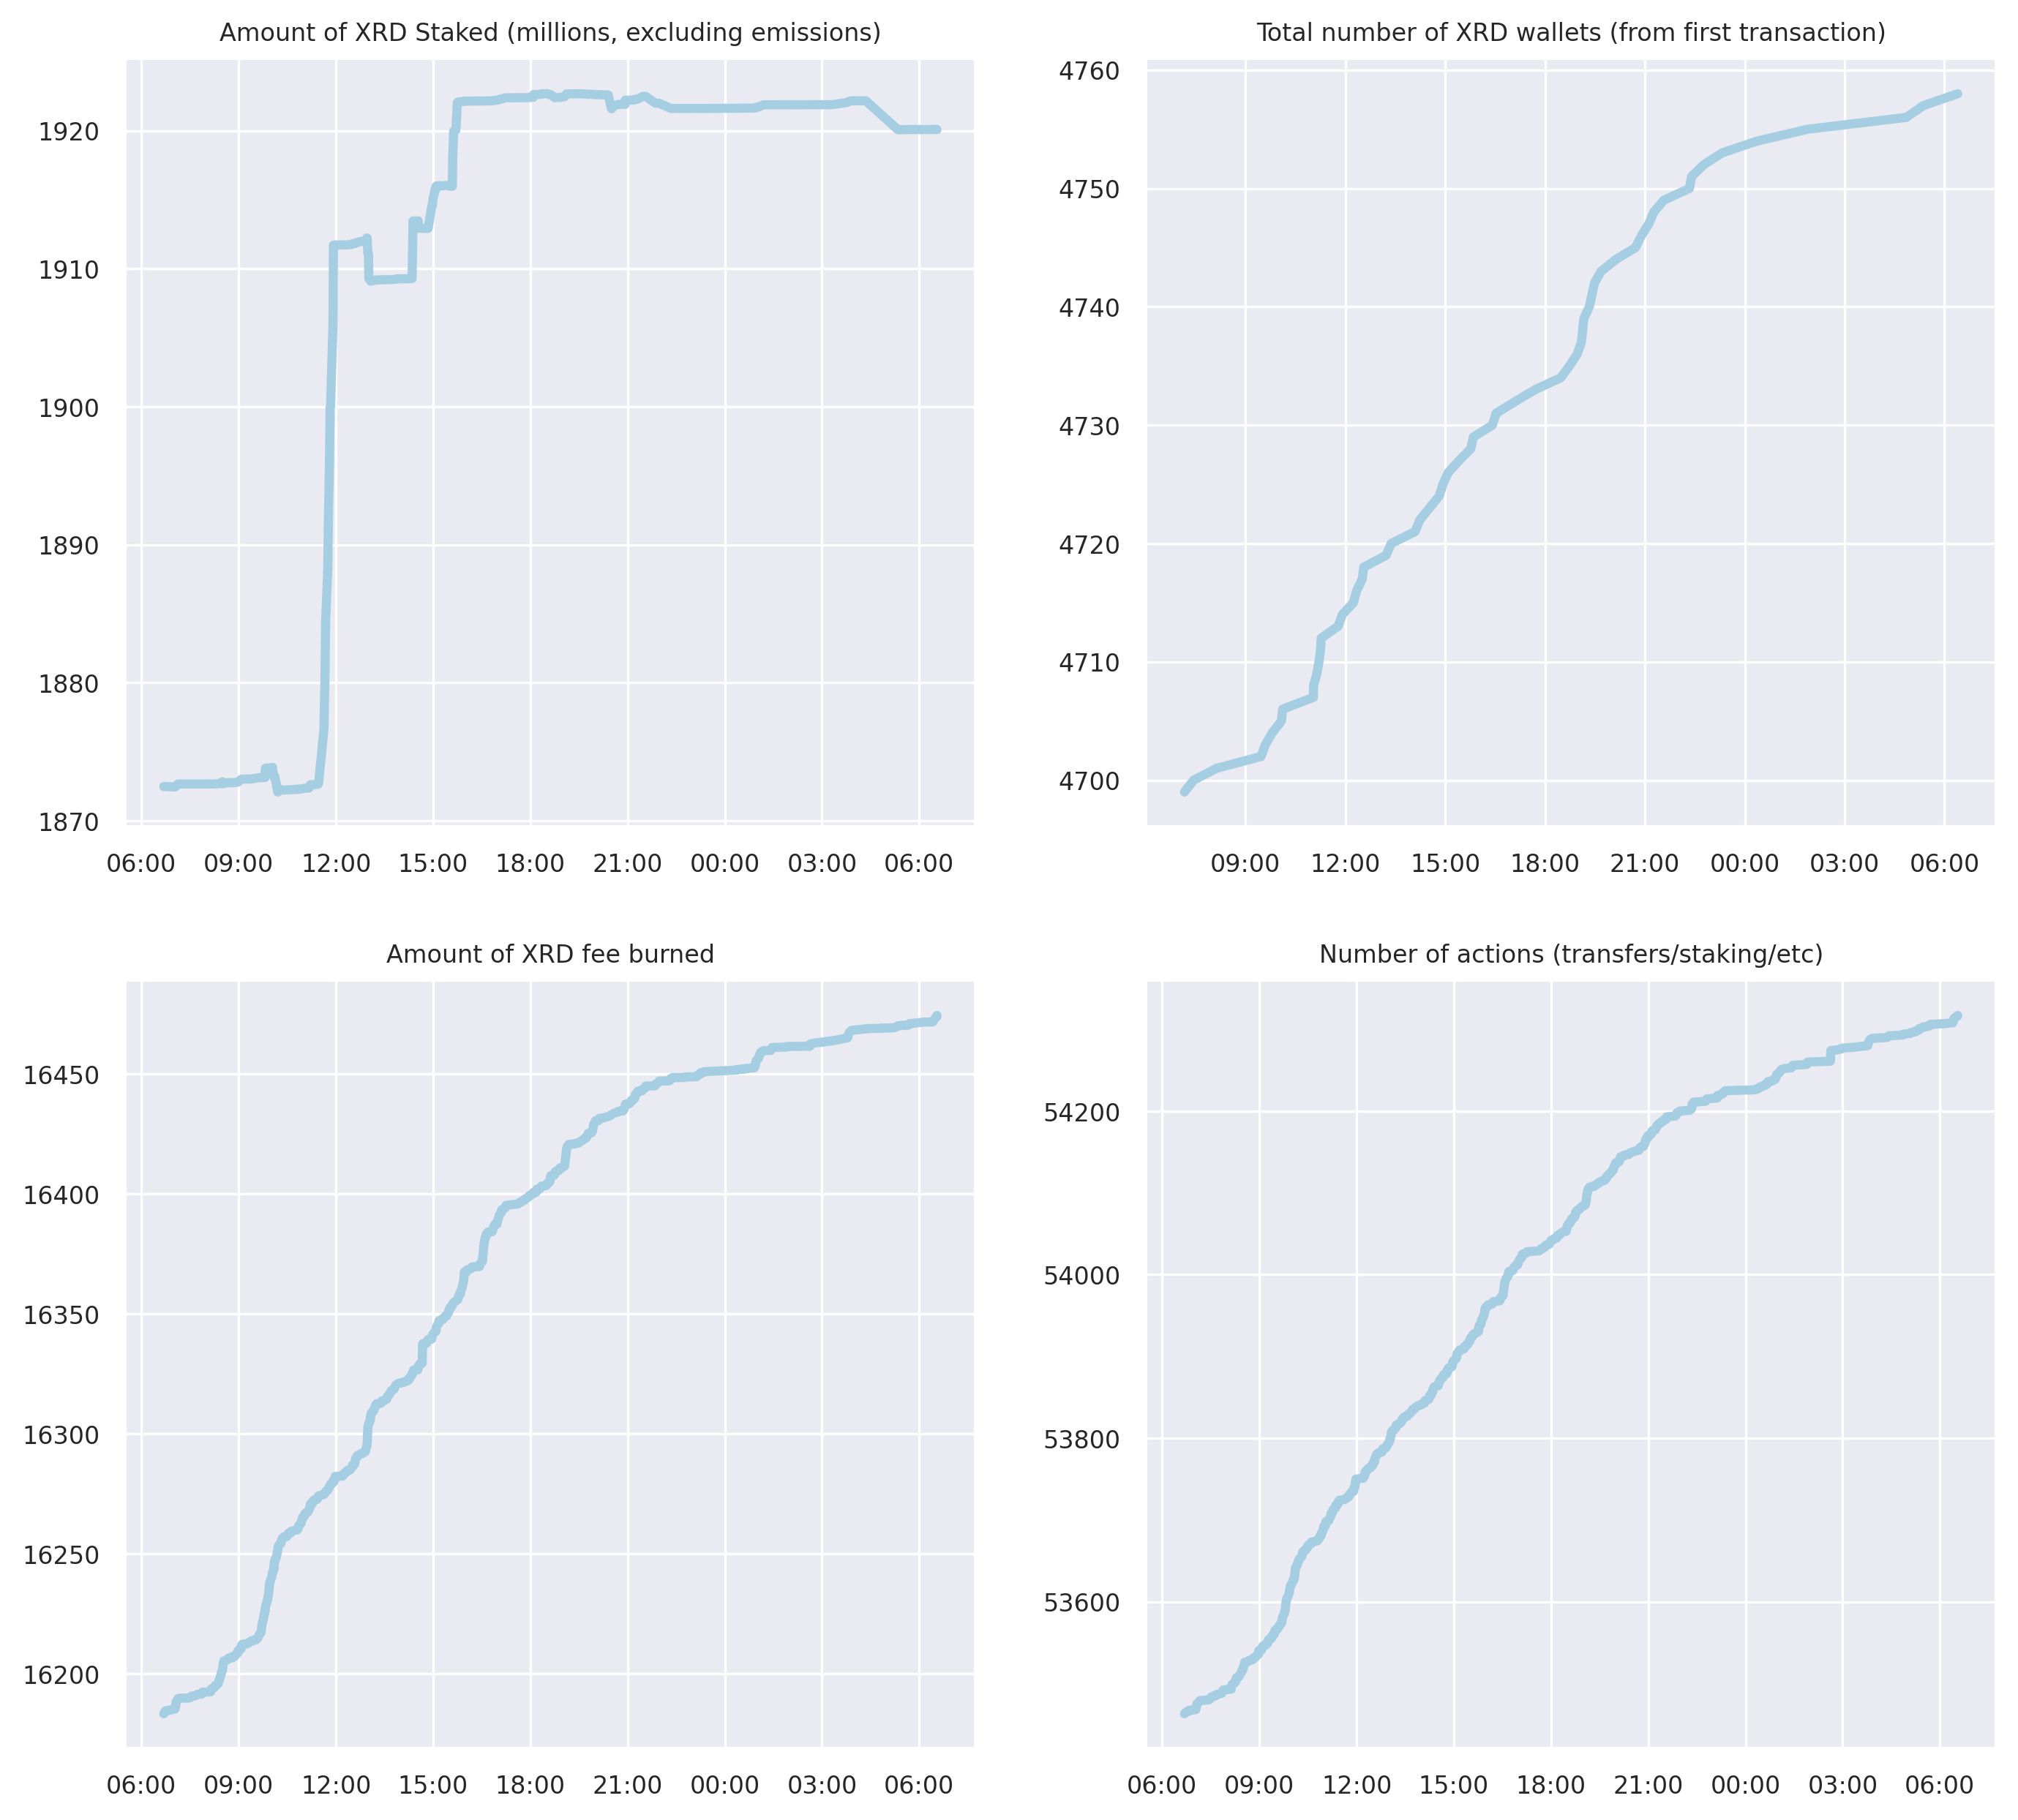 Amount of XRD Staked (millions, excluding emissions)
1920
1910
1900
1890
1880
1870
06:00 09:00 12:00 15:00 18:00 21:00 00:00 03:00 06:00
Total number of XRD wallets (from first transaction)
4760
4750
4740
4730
4720
4710
4700
09:00 12:00 15:00 18:00 21:00 00:00 03:00 06:00
Amount of XRD fee burned
16450
16400
16350
16300
16250
16200
06:00 09:00 12:00 15:00 18:00 21:00 00:00 03:00 06:00
Number of actions (transfers/staking/etc)
54200
54000
53800
53600
06:00 09:00 12:00 15:00 18:00 21:00 00:00 03:00 06:00